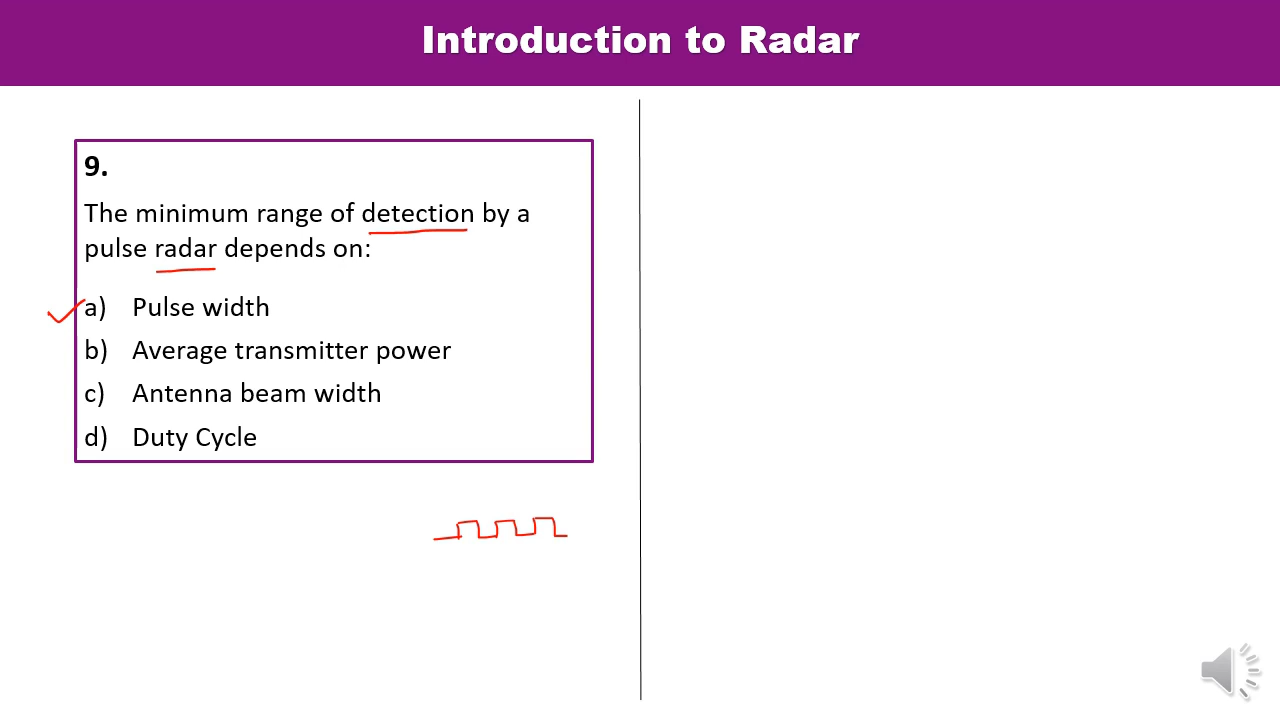 Introduction to Radar
9.
The minimum range of detection by a
pulse radar depends on:
a) Pulse width
b) Average transmitter power
c) Antenna beam width
d) Duty Cycle